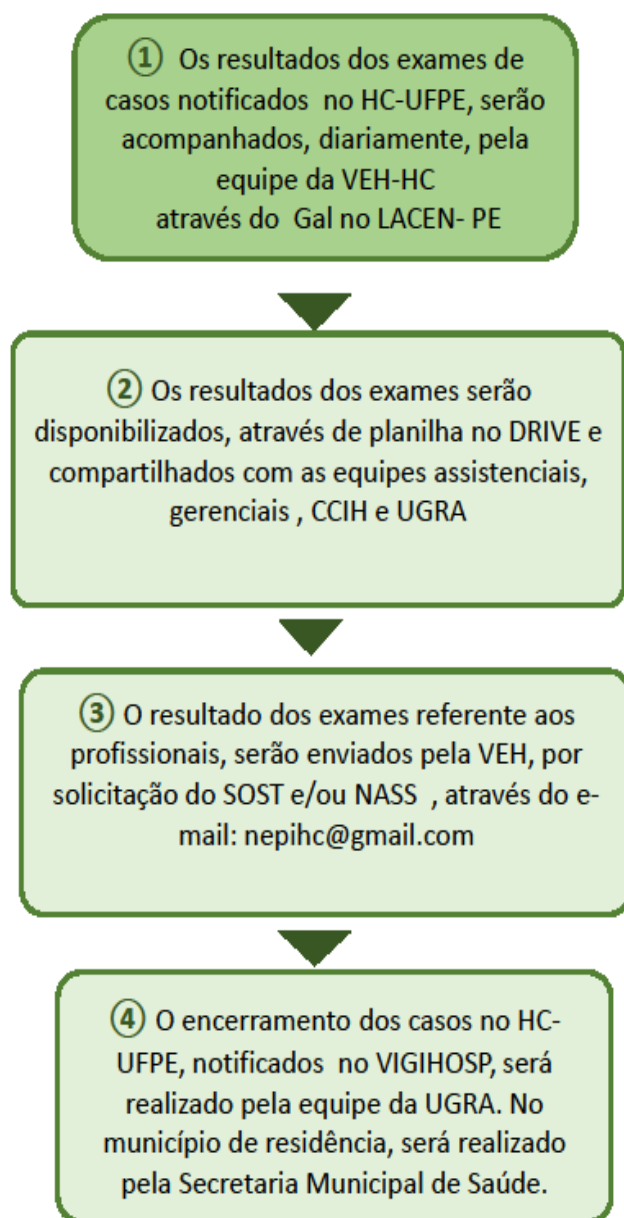 ① Os resultados dos exames de
casos notificados no HC-UFPE, serão
acompanhados, diariamente, pela
equipe da VEH-HC
através do Gal no LACEN- PE
② Os resultados dos exames serão
disponibilizados, através de planilha no DRIVE e
compartilhados com as equipes assistenciais,
gerenciais , CCIH e UGRA
③ O resultado dos exames referente aos
profissionais, serão enviados pela VEH, por
solicitação do SOST e/ou NASS , através do e-
mail: nepihc@gmail.com
④ O encerramento dos casos no HC-
UFPE, notificados no VIGIHOSP, será
realizado pela equipe da UGRA. No
município de residência, será realizado
pela Secretaria Municipal de Saúde.